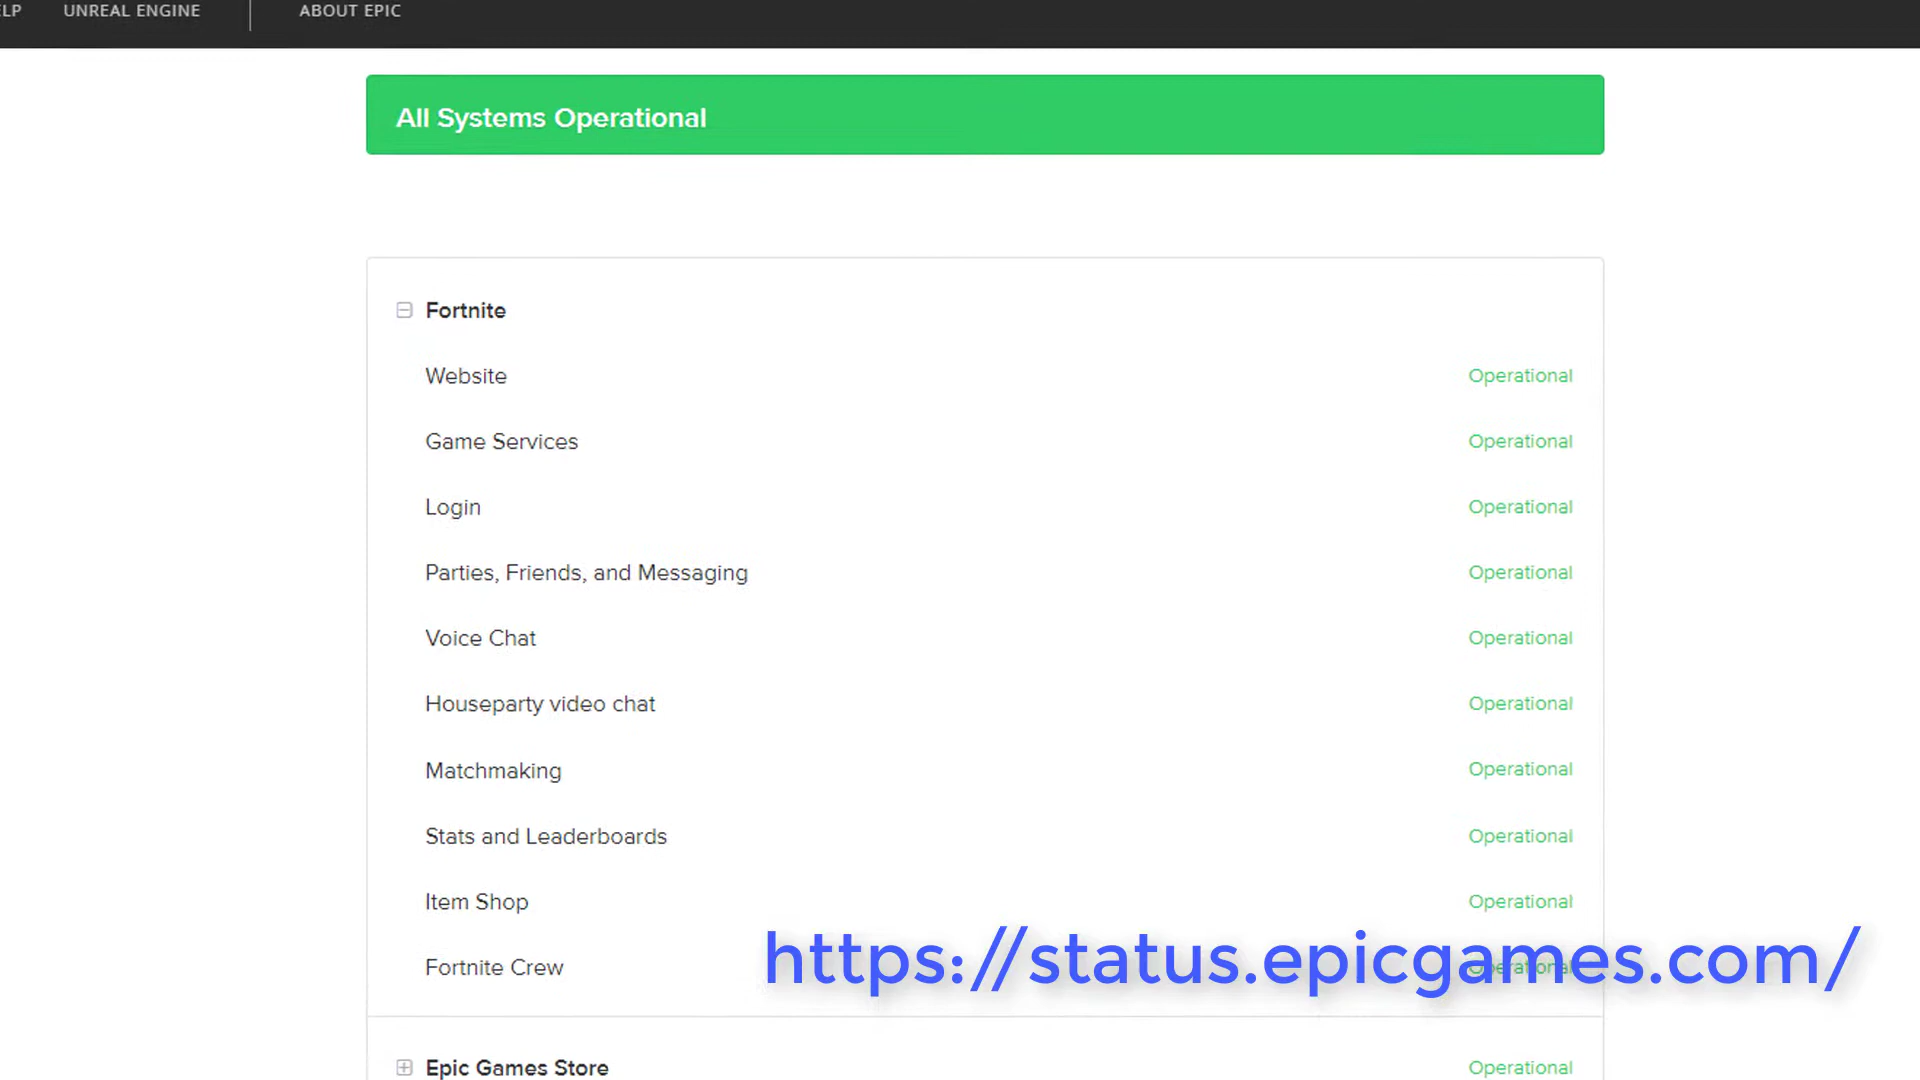 ELP UNREAL ENGINE ABOUT EPIC
All Systems Operational
Fortnite
Website Operational
Game Services Operational
Login Operational
Parties, Friends, and Messaging Operational
Voice Chat Operational
Houseparty video chat Operational
Matchmaking Operational
Stats and Leaderboards Operational
Item Shop Operational
Fortnite Crew Operational
https://status.epicgames.com/
Epic Games Store Operational